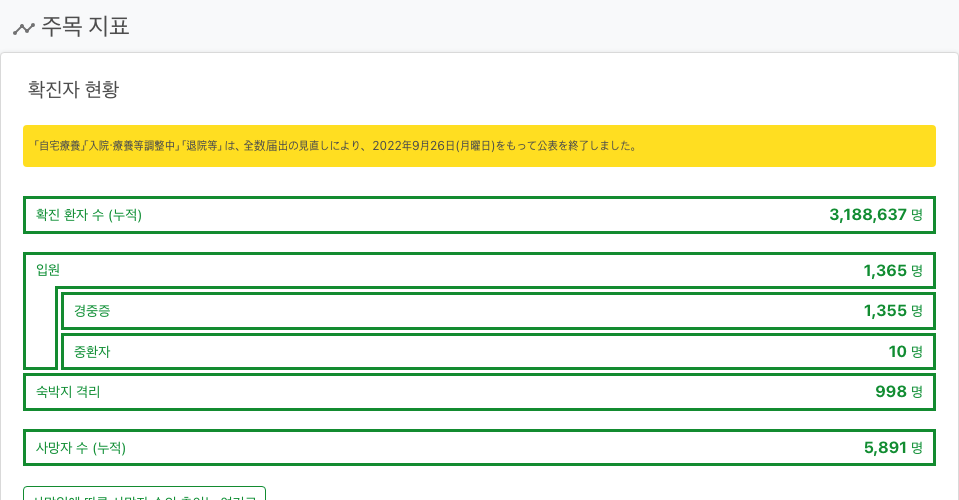 주목 지표
확진자 현황
「自宅療養」「入院·療養等調整中」「退院等」は、全数届出の見直しにより、2022年9月26日(月曜日)をもって公表を終了しました。
확진 환자 수 (누적) 3,188,637 명
입원 1,365 명
경중증 1,355 명
중환자 10 명
숙박지 격리 998 명
사망자 수 (누적) 5,891 명